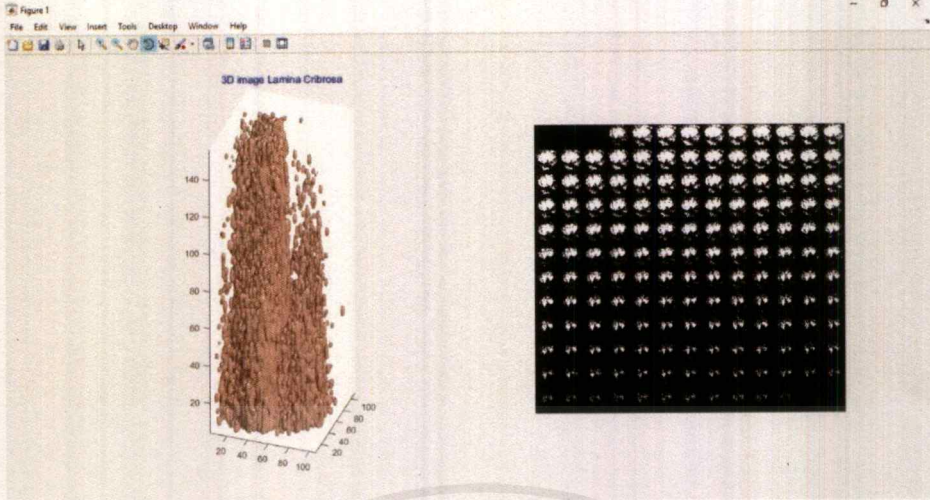 Figure 1
File Edit View Insert Tools Desktop Window Help
3D image Lamina Cribrosa
140
120
100
80
60
40
20
20 40 60 80 100
20 40 60 80 100